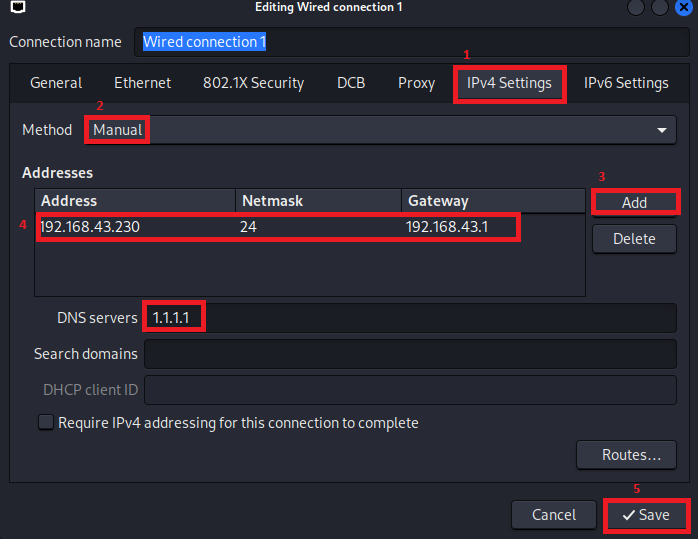 Editing Wired connection 1
Connection name Wired connection 1
1
General Ethernet 802.1X Security DCB Proxy IPv4 Settings IPv6 Settings
2
Method Manual
Addresses
3
Address Netmask Gateway Add
4 192.168.43.230 24 192.168.43.1
Delete
DNS servers 1.1.1.1
Search domains
DHCP client ID
Require IPv4 addressing for this connection to complete
Routes...
5
Cancel Save